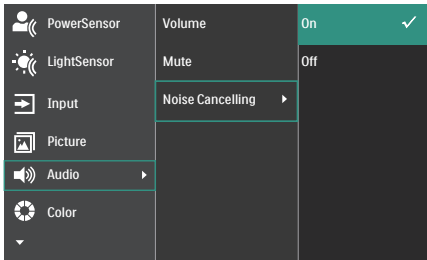 PowerSensor
LightSensor
Input
Picture
Audio
Color
Volume
Mute
Noise Cancelling
On
Off